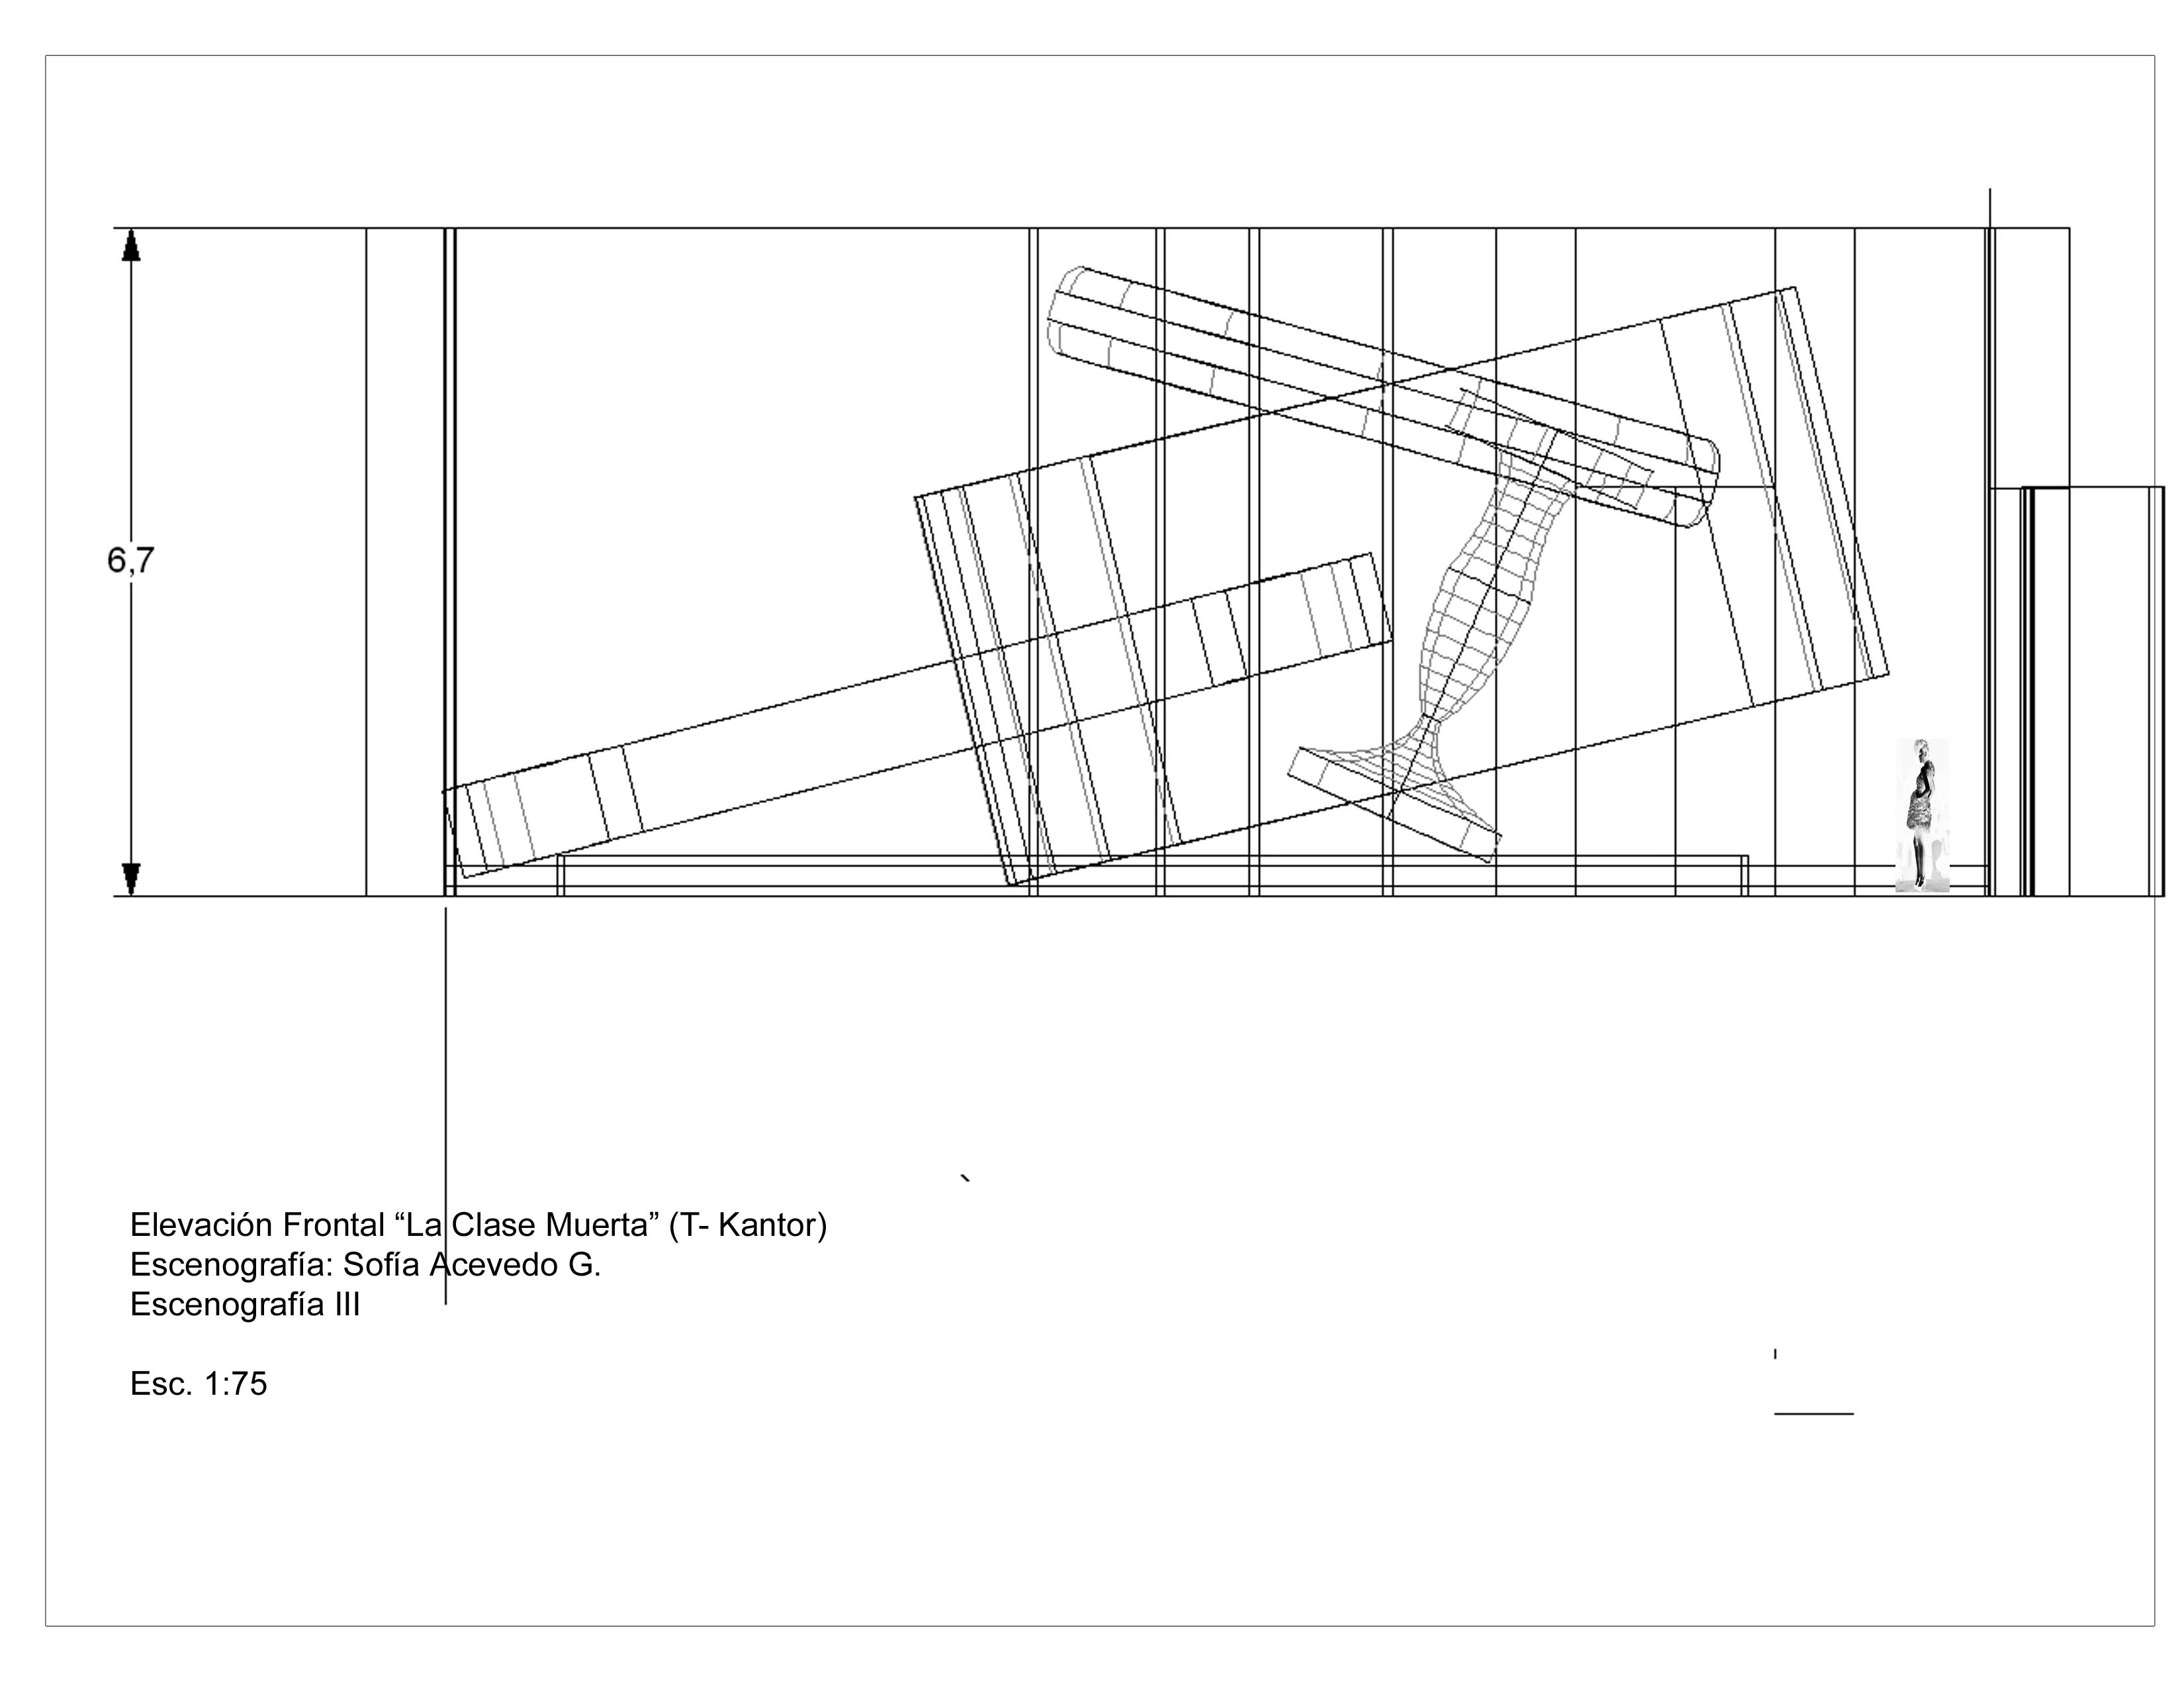 6,7
Elevación Frontal “La Clase Muerta” (T- Kantor)
Escenografía: Sofía Acevedo G.
Escenografía III
Esc. 1:75